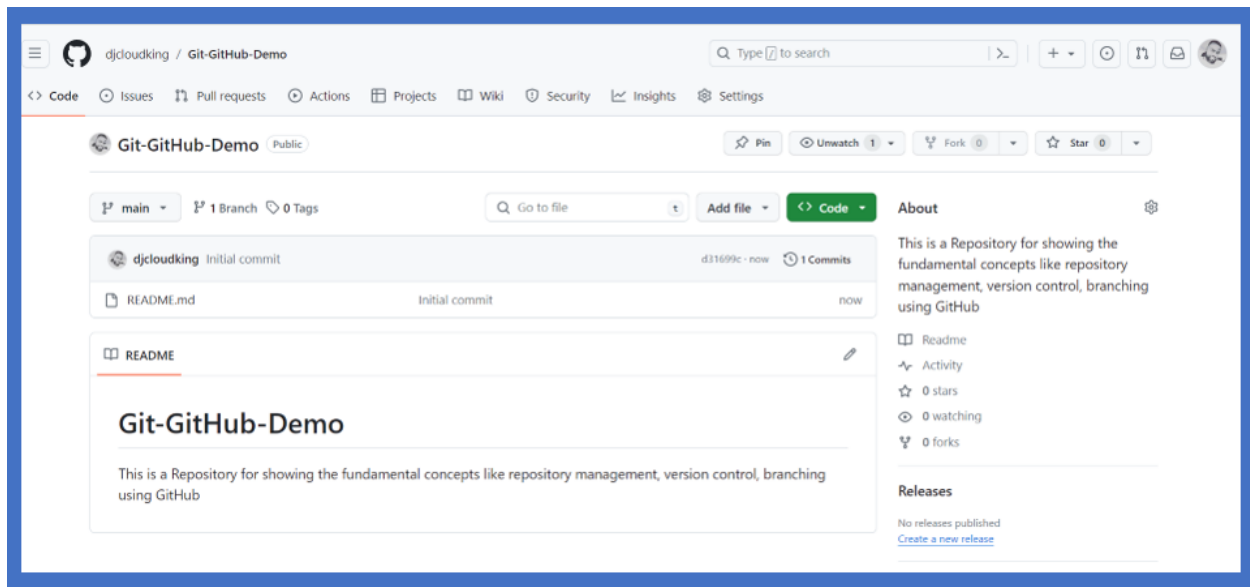 djcloudking / Git-GitHub-Demo
Type / to search
Code Issues Pull requests Actions Projects Wiki Security Insights Settings
Git-GitHub-Demo Public
Pin Unwatch 1 Fork 0 Star 0
main 1 Branch 0 Tags
Go to file t Add file Code
djcloudking Initial commit
d31699c · now 1 Commits
README.md Initial commit now
README
Git-GitHub-Demo
This is a Repository for showing the fundamental concepts like repository management, version control, branching
using GitHub
About
This is a Repository for showing the
fundamental concepts like repository
management, version control, branching
using GitHub
Readme
Activity
0 stars
0 watching
0 forks
Releases
No releases published
Create a new release